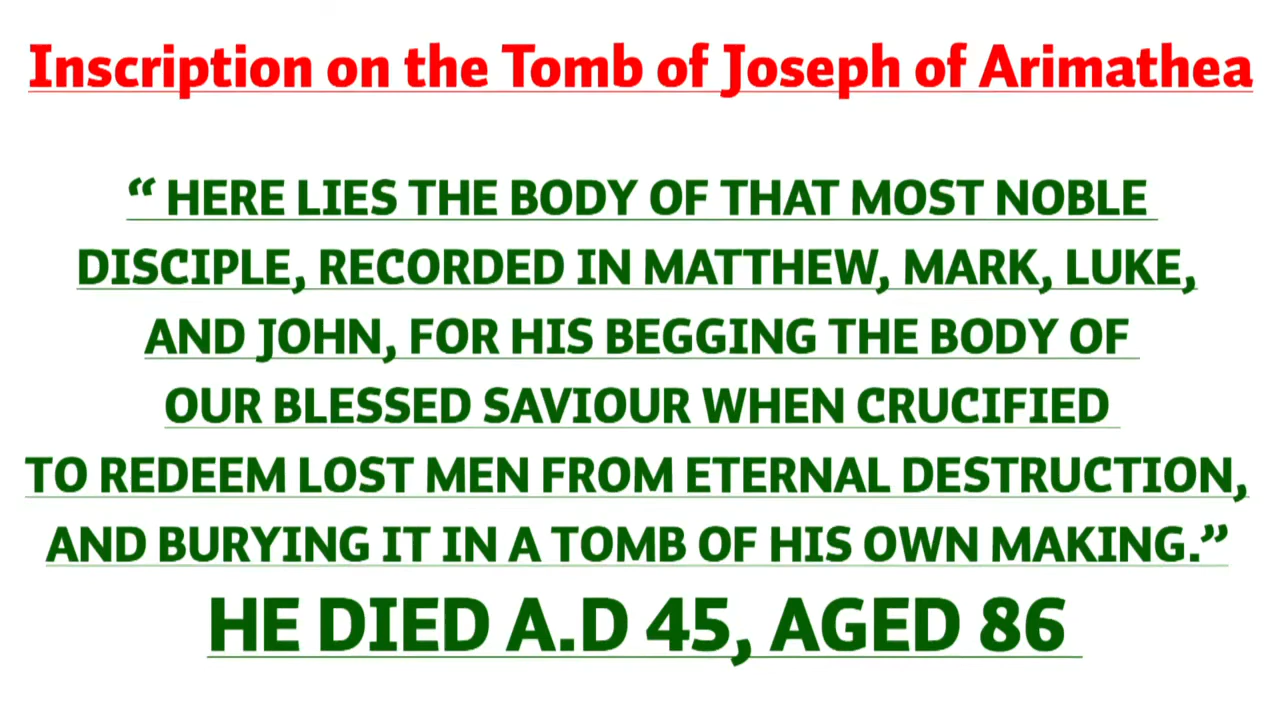 Inscription on the Tomb of Joseph of Arimathea
“ HERE LIES THE BODY OF THAT MOST NOBLE
DISCIPLE, RECORDED IN MATTHEW, MARK, LUKE,
AND JOHN, FOR HIS BEGGING THE BODY OF
OUR BLESSED SAVIOUR WHEN CRUCIFIED
TO REDEEM LOST MEN FROM ETERNAL DESTRUCTION,
AND BURYING IT IN A TOMB OF HIS OWN MAKING.”
HE DIED A.D 45, AGED 86